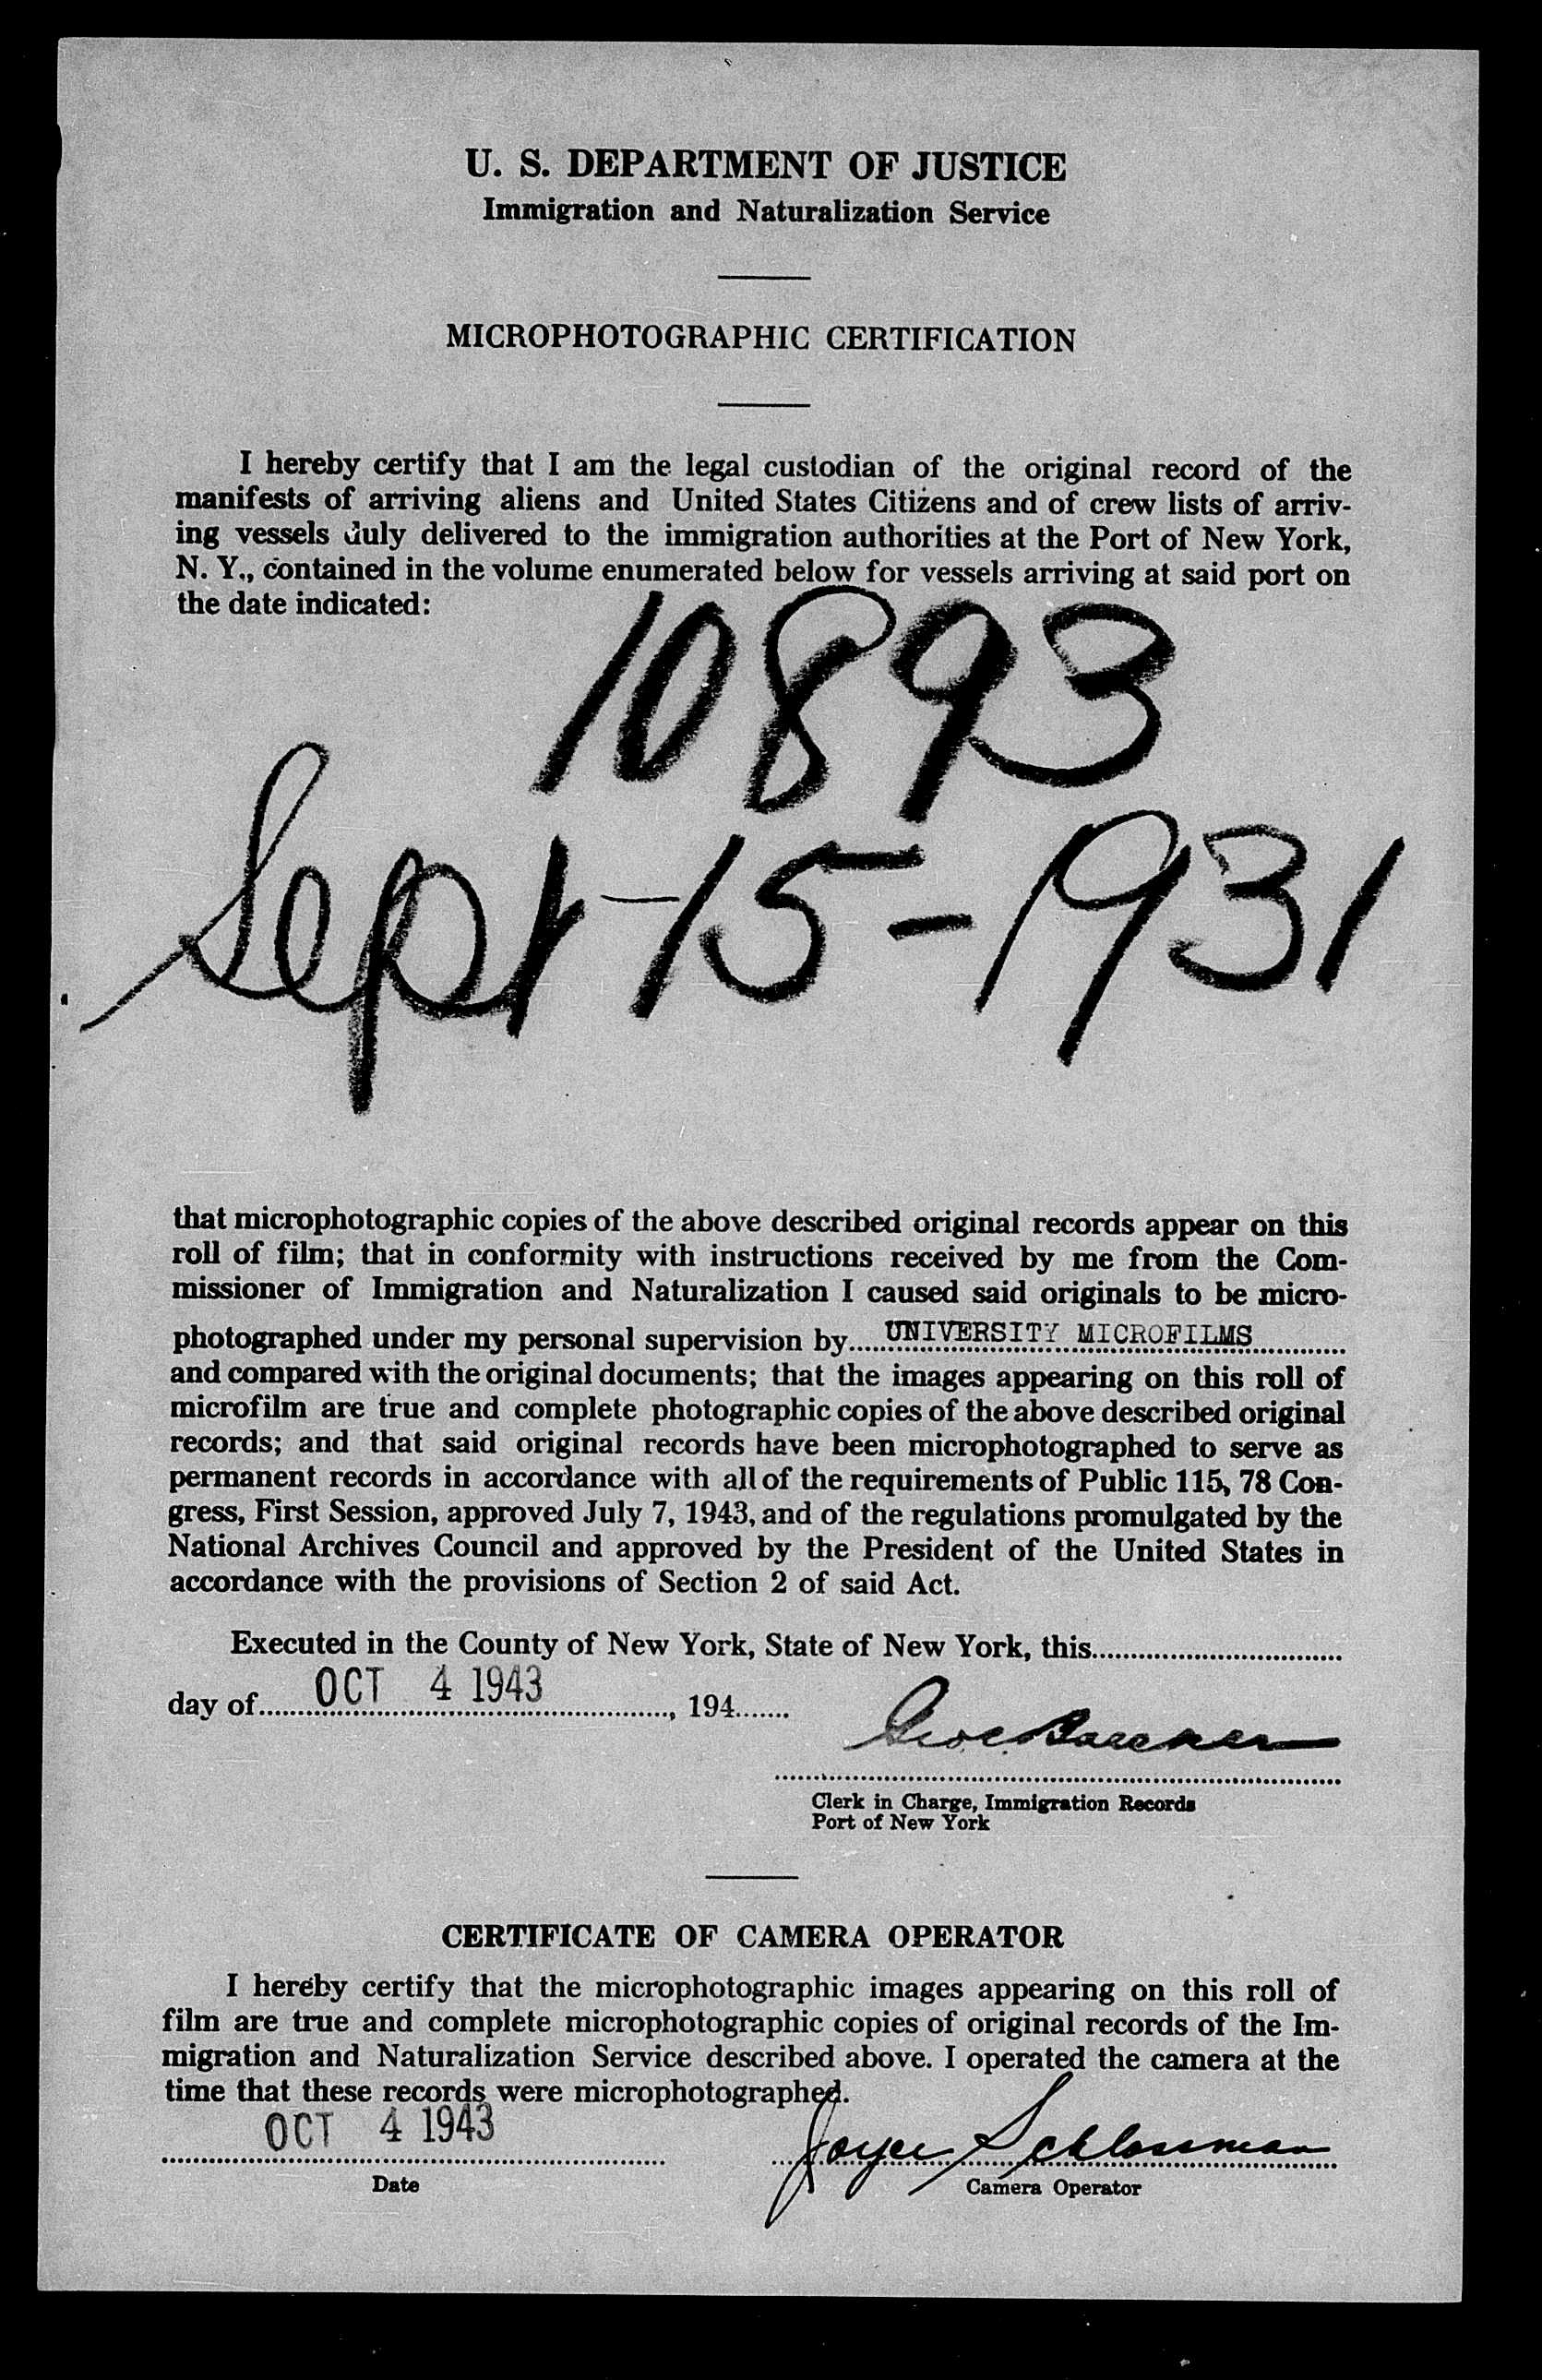 U. S. DEPARTMENT OF JUSTICE
Immigration and Naturalization Service
MICROPHOTOGRAPHIC CERTIFICATION
I hereby certify that I am the legal custodian of the original record of the
manifests of arriving aliens and United States Citizens and of crew lists of arriv-
ing vessels duly delivered to the immigration authorities at the Port of New York,
N. Y., contained in the volume enumerated below for vessels arriving at said port on
the date indicated:
10893
Sept-15-1931
that microphotographic copies of the above described original records appear on this
roll of film; that in conformity with instructions received by me from the Com-
missioner of Immigration and Naturalization I caused said originals to be micro-
photographed under my personal supervision by UNIVERSITY MICROFILMS
and compared with the original documents; that the images appearing on this roll of
microfilm are true and complete photographic copies of the above described original
records; and that said original records have been microphotographed to serve as
permanent records in accordance with all of the requirements of Public 115, 78 Con-
gress, First Session, approved July 7, 1943, and of the regulations promulgated by the
National Archives Council and approved by the President of the United States in
accordance with the provisions of Section 2 of said Act.
Executed in the County of New York, State of New York, this
day of OCT 4 1943, 194
Clerk in Charge, Immigration Records
Port of New York
CERTIFICATE OF CAMERA OPERATOR
I hereby certify that the microphotographic images appearing on this roll of
film are true and complete microphotographic copies of original records of the Im-
migration and Naturalization Service described above. I operated the camera at the
time that these records were microphotographed.
OCT 4 1943 Joyce Schlossman
Date Camera Operator